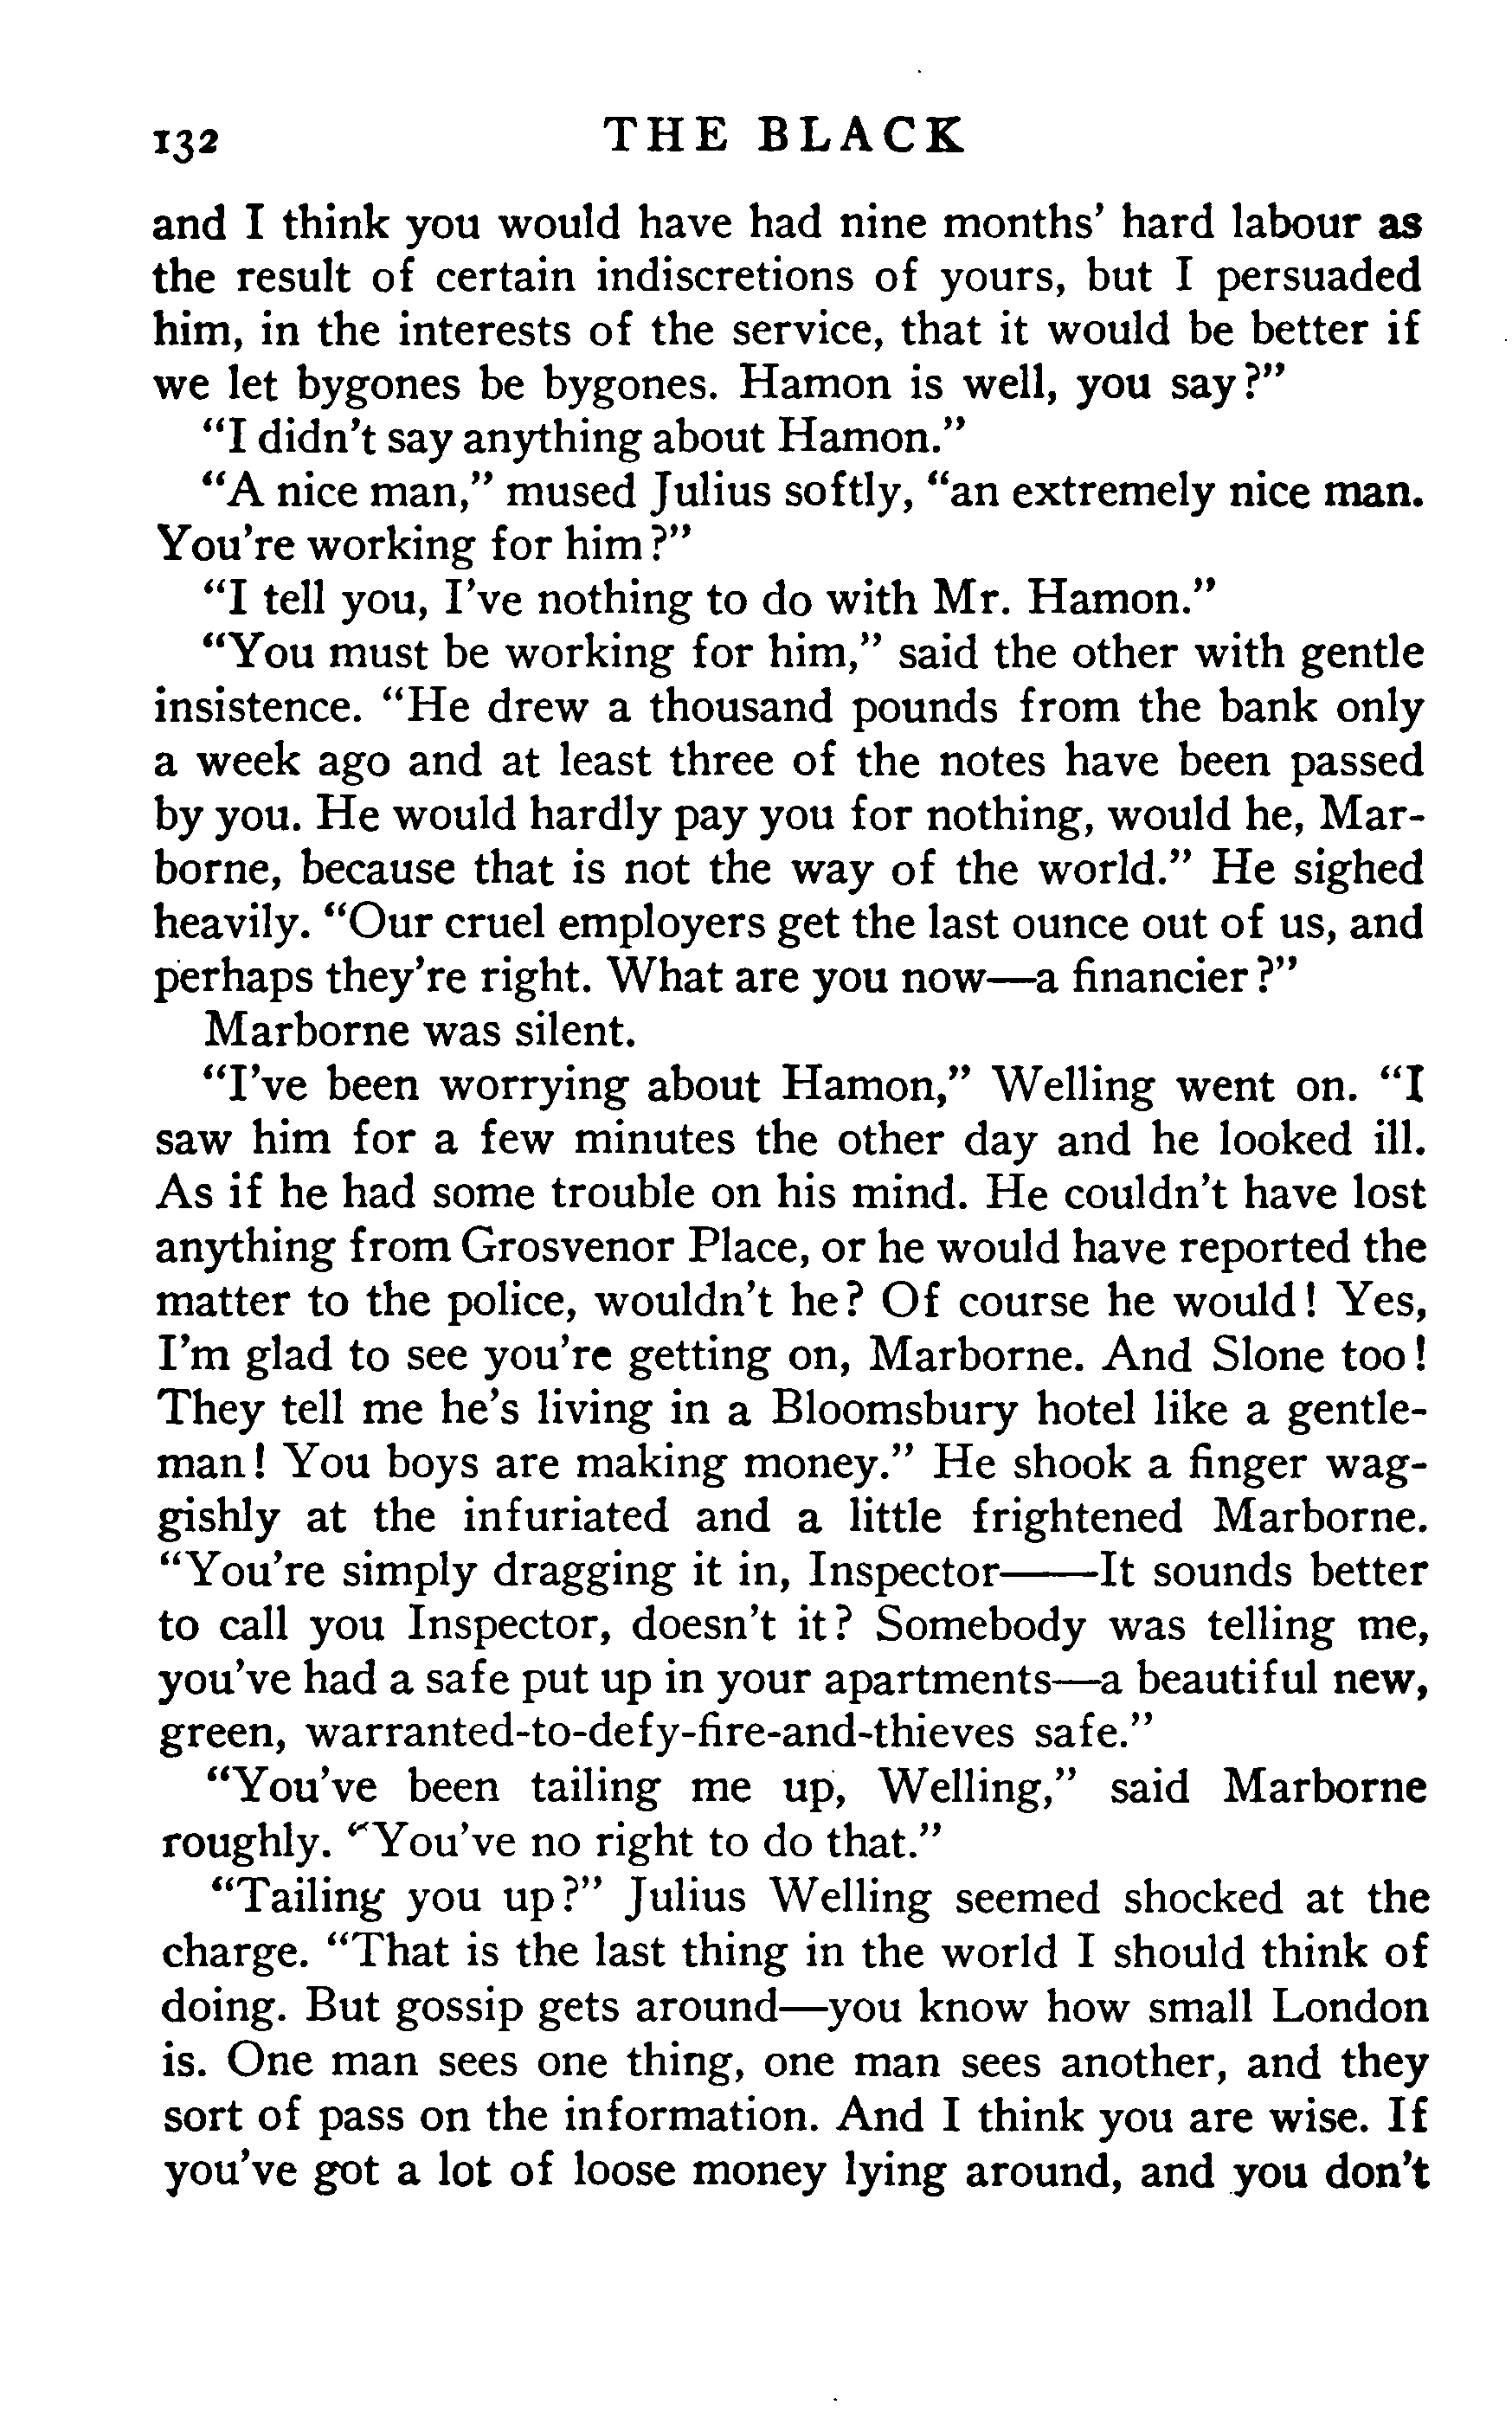 132 THE BLACK
and I think you would have had nine months' hard labour as
the result of certain indiscretions of yours, but I persuaded
him, in the interests of the service, that it would be better if
we let bygones be bygones. Hamon is well, you say?"
"I didn't say anything about Hamon."
"A nice man," mused Julius softly, "an extremely nice man.
You're working for him?"
"I tell you, I've nothing to do with Mr. Hamon."
"You must be working for him," said the other with gentle
insistence. "He drew a thousand pounds from the bank only
a week ago and at least three of the notes have been passed
by you. He would hardly pay you for nothing, would he, Mar-
borne, because that is not the way of the world." He sighed
heavily. "Our cruel employers get the last ounce out of us, and
perhaps they're right. What are you now—a financier?"
Marborne was silent.
"I've been worrying about Hamon," Welling went on. "I
saw him for a few minutes the other day and he looked ill.
As if he had some trouble on his mind. He couldn't have lost
anything from Grosvenor Place, or he would have reported the
matter to the police, wouldn't he? Of course he would! Yes,
I'm glad to see you're getting on, Marborne. And Slone too!
They tell me he's living in a Bloomsbury hotel like a gentle-
man! You boys are making money." He shook a finger wag-
gishly at the infuriated and a little frightened Marborne.
"You're simply dragging it in, Inspector——It sounds better
to call you Inspector, doesn't it? Somebody was telling me,
you've had a safe put up in your apartments—a beautiful new,
green, warranted-to-defy-fire-and-thieves safe."
"You've been tailing me up, Welling," said Marborne
roughly. "You've no right to do that."
"Tailing you up?" Julius Welling seemed shocked at the
charge. "That is the last thing in the world I should think of
doing. But gossip gets around—you know how small London
is. One man sees one thing, one man sees another, and they
sort of pass on the information. And I think you are wise. If
you've got a lot of loose money lying around, and you don't